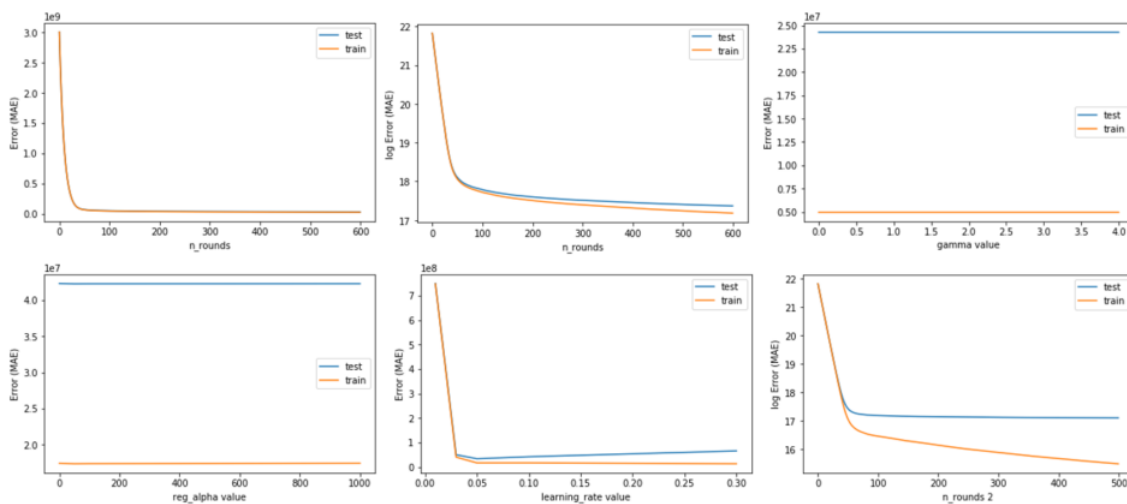 1e9
3.0
2.5
2.0
1.5
1.0
0.5
0.0
Error (MAE)
test
train
0 100 200 300 400 500 600
n_rounds
22
21
20
19
18
17
log Error (MAE)
test
train
0 100 200 300 400 500 600
n_rounds
1e7
2.50
2.25
2.00
1.75
1.50
1.25
1.00
0.75
0.50
Error (MAE)
test
train
0.0 0.5 1.0 1.5 2.0 2.5 3.0 3.5 4.0
gamma value
1e7
4.0
3.5
3.0
2.5
2.0
Error (MAE)
test
train
0 200 400 600 800 1000
reg_alpha value
1e8
7
6
5
4
3
2
1
0
Error (MAE)
test
train
0.00 0.05 0.10 0.15 0.20 0.25 0.30
learning_rate value
22
21
20
19
18
17
16
log Error (MAE)
test
train
0 100 200 300 400 500
n_rounds 2